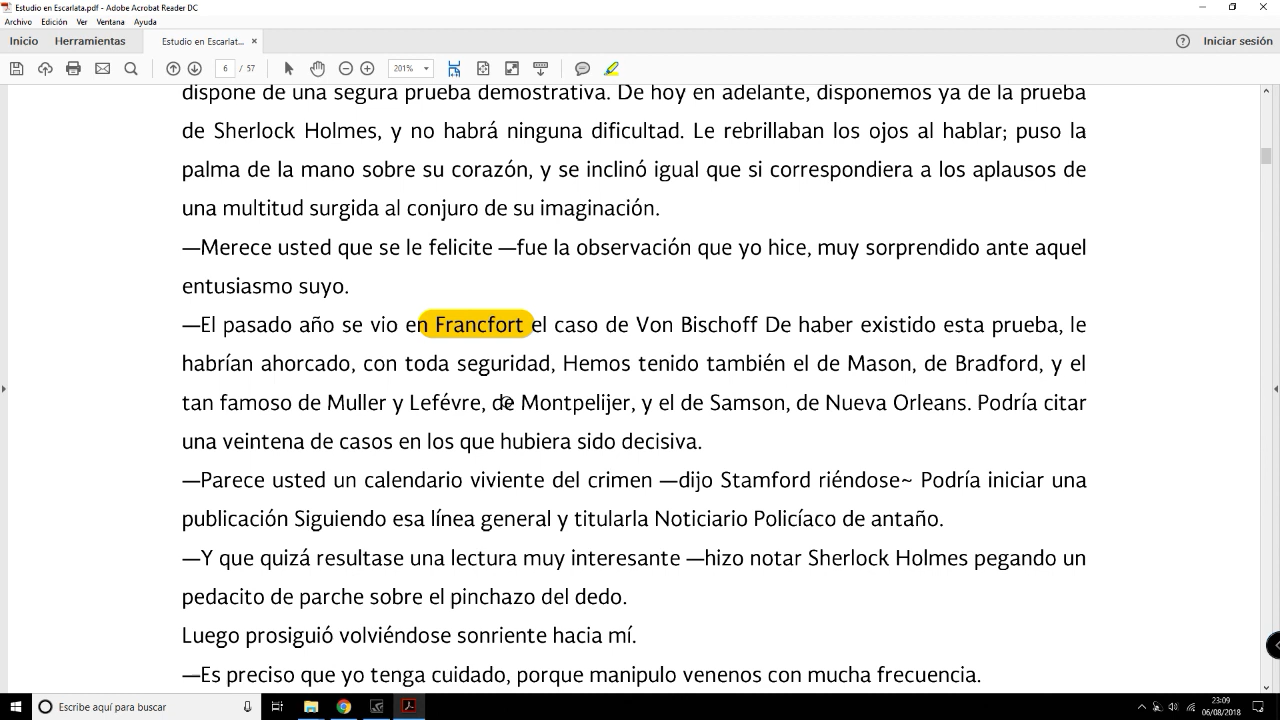 Estudio en Escarlata.pdf - Adobe Acrobat Reader DC
Archivo Edición Ver Ventana Ayuda
Inicio Herramientas Estudio en Escarlat... × Iniciar sesión
6 / 57 201%
dispone de una segura prueba demostrativa. De hoy en adelante, disponemos ya de la prueba
de Sherlock Holmes, y no habrá ninguna dificultad. Le rebrillaban los ojos al hablar; puso la
palma de la mano sobre su corazón, y se inclinó igual que si correspondiera a los aplausos de
una multitud surgida al conjuro de su imaginación.
—Merece usted que se le felicite —fue la observación que yo hice, muy sorprendido ante aquel
entusiasmo suyo.
—El pasado año se vio en Francfort el caso de Von Bischoff De haber existido esta prueba, le
habrían ahorcado, con toda seguridad, Hemos tenido también el de Mason, de Bradford, y el
tan famoso de Muller y Lefévre, de Montpelijer, y el de Samson, de Nueva Orleans. Podría citar
una veintena de casos en los que hubiera sido decisiva.
—Parece usted un calendario viviente del crimen —dijo Stamford riéndose~ Podría iniciar una
publicación Siguiendo esa línea general y titularla Noticiario Policíaco de antaño.
—Y que quizá resultase una lectura muy interesante —hizo notar Sherlock Holmes pegando un
pedacito de parche sobre el pinchazo del dedo.
Luego prosiguió volviéndose sonriente hacia mí.
—Es preciso que yo tenga cuidado, porque manipulo venenos con mucha frecuencia.
Escribe aquí para buscar
23:09
06/08/2018